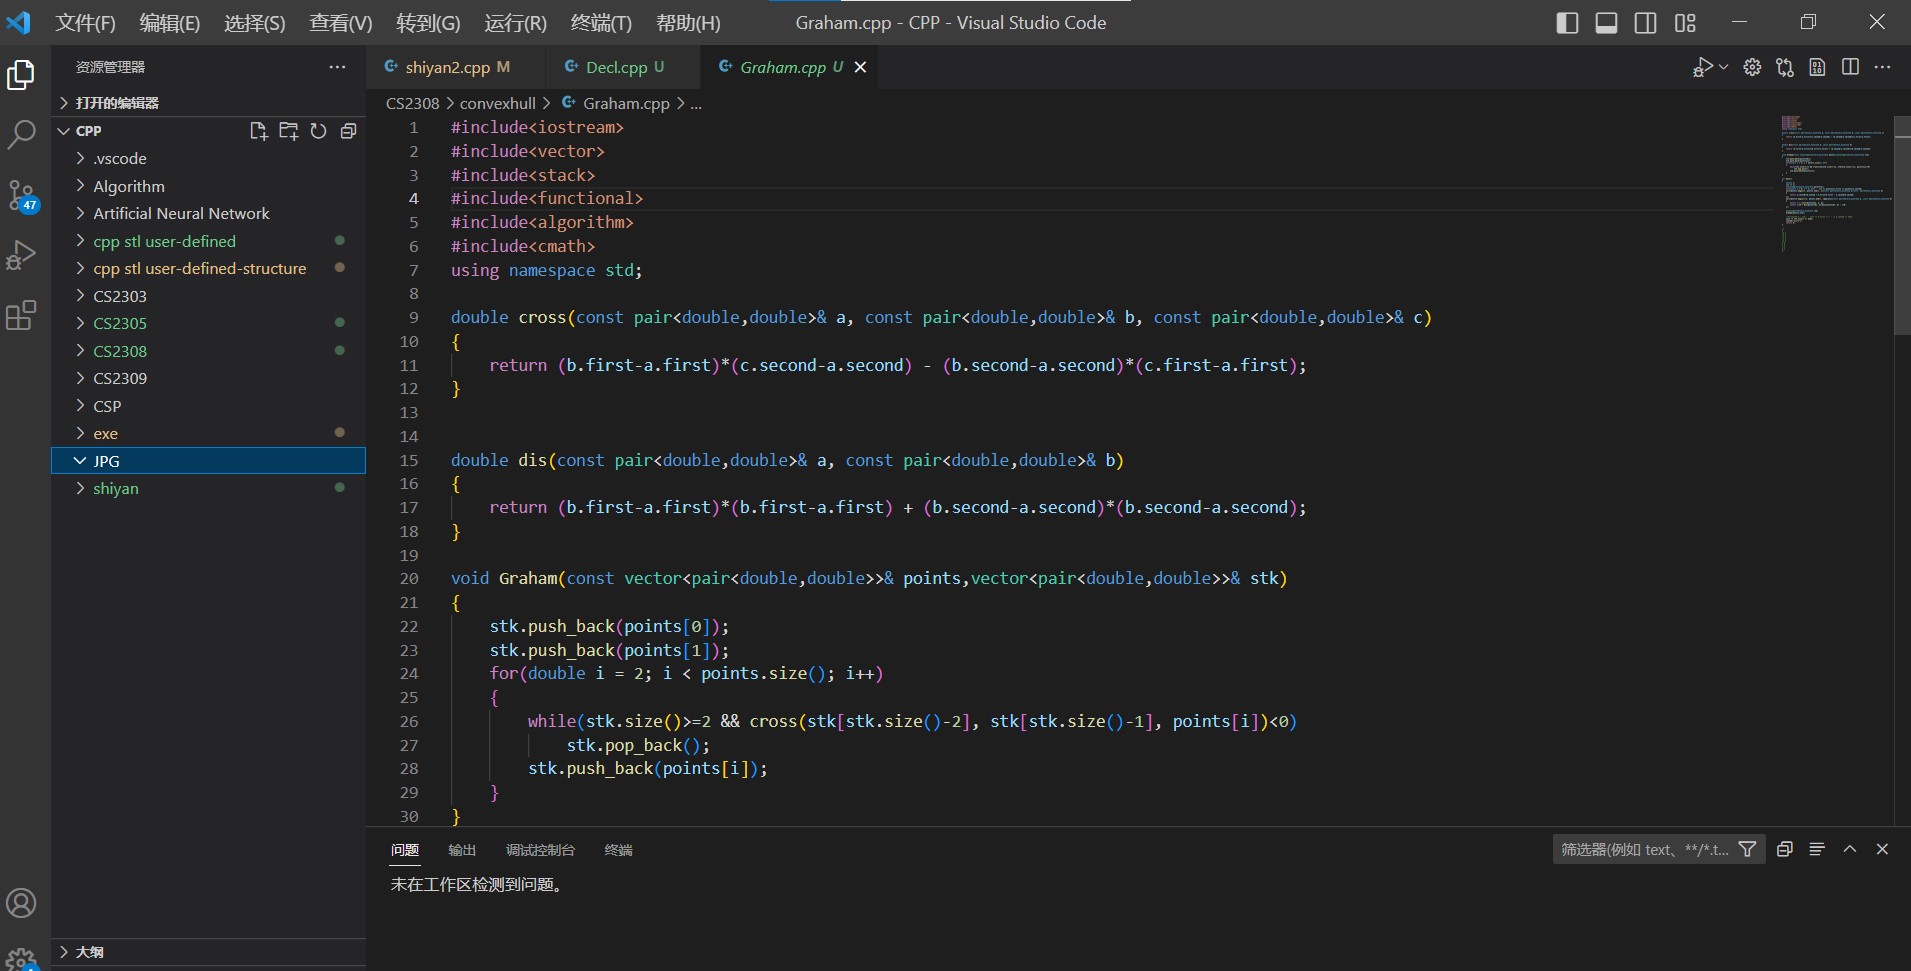 文件(F) 编辑(E) 选择(S) 查看(V) 转到(G) 运行(R) 终端(T) 帮助(H) Graham.cpp - CPP - Visual Studio Code
资源管理器
打开的编辑器
CPP
.vscode
Algorithm
Artificial Neural Network
cpp stl user-defined
cpp stl user-defined-structure
CS2303
CS2305
CS2308
CS2309
CSP
exe
JPG
shiyan
大纲
47
shiyan2.cpp M Decl.cpp U Graham.cpp U
CS2308 > convexhull > Graham.cpp > ...
1 #include<iostream>
2 #include<vector>
3 #include<stack>
4 #include<functional>
5 #include<algorithm>
6 #include<cmath>
7 using namespace std;
8
9 double cross(const pair<double,double>& a, const pair<double,double>& b, const pair<double,double>& c)
10 {
11 return (b.first-a.first)*(c.second-a.second) - (b.second-a.second)*(c.first-a.first);
12 }
13
14
15 double dis(const pair<double,double>& a, const pair<double,double>& b)
16 {
17 return (b.first-a.first)*(b.first-a.first) + (b.second-a.second)*(b.second-a.second);
18 }
19
20 void Graham(const vector<pair<double,double>>& points,vector<pair<double,double>>& stk)
21 {
22 stk.push_back(points[0]);
23 stk.push_back(points[1]);
24 for(double i = 2; i < points.size(); i++)
25 {
26 while(stk.size()>=2 && cross(stk[stk.size()-2], stk[stk.size()-1], points[i])<0)
27 stk.pop_back();
28 stk.push_back(points[i]);
29 }
30 }
问题 输出 调试控制台 终端 筛选器(例如 text、**/*.t...
未在工作区检测到问题。